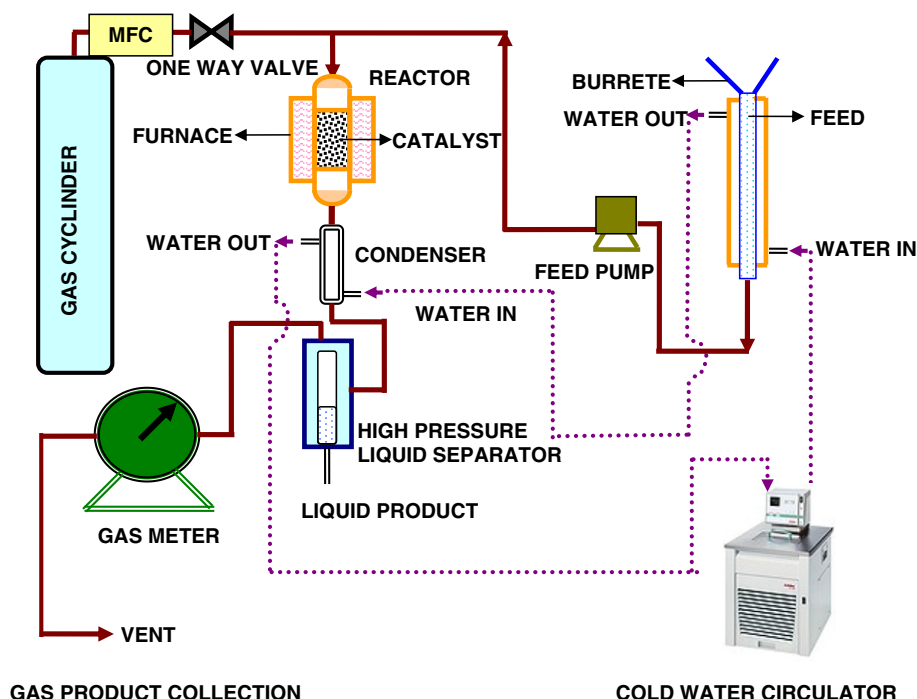 MFC
ONE WAY VALVE
REACTOR
BURRETE
WATER OUT
FEED
FURNACE
CATALYST
GAS CYLINDER
WATER OUT
CONDENSER
FEED PUMP
WATER IN
WATER IN
HIGH PRESSURE
LIQUID SEPARATOR
LIQUID PRODUCT
GAS METER
VENT
GAS PRODUCT COLLECTION
COLD WATER CIRCULATOR